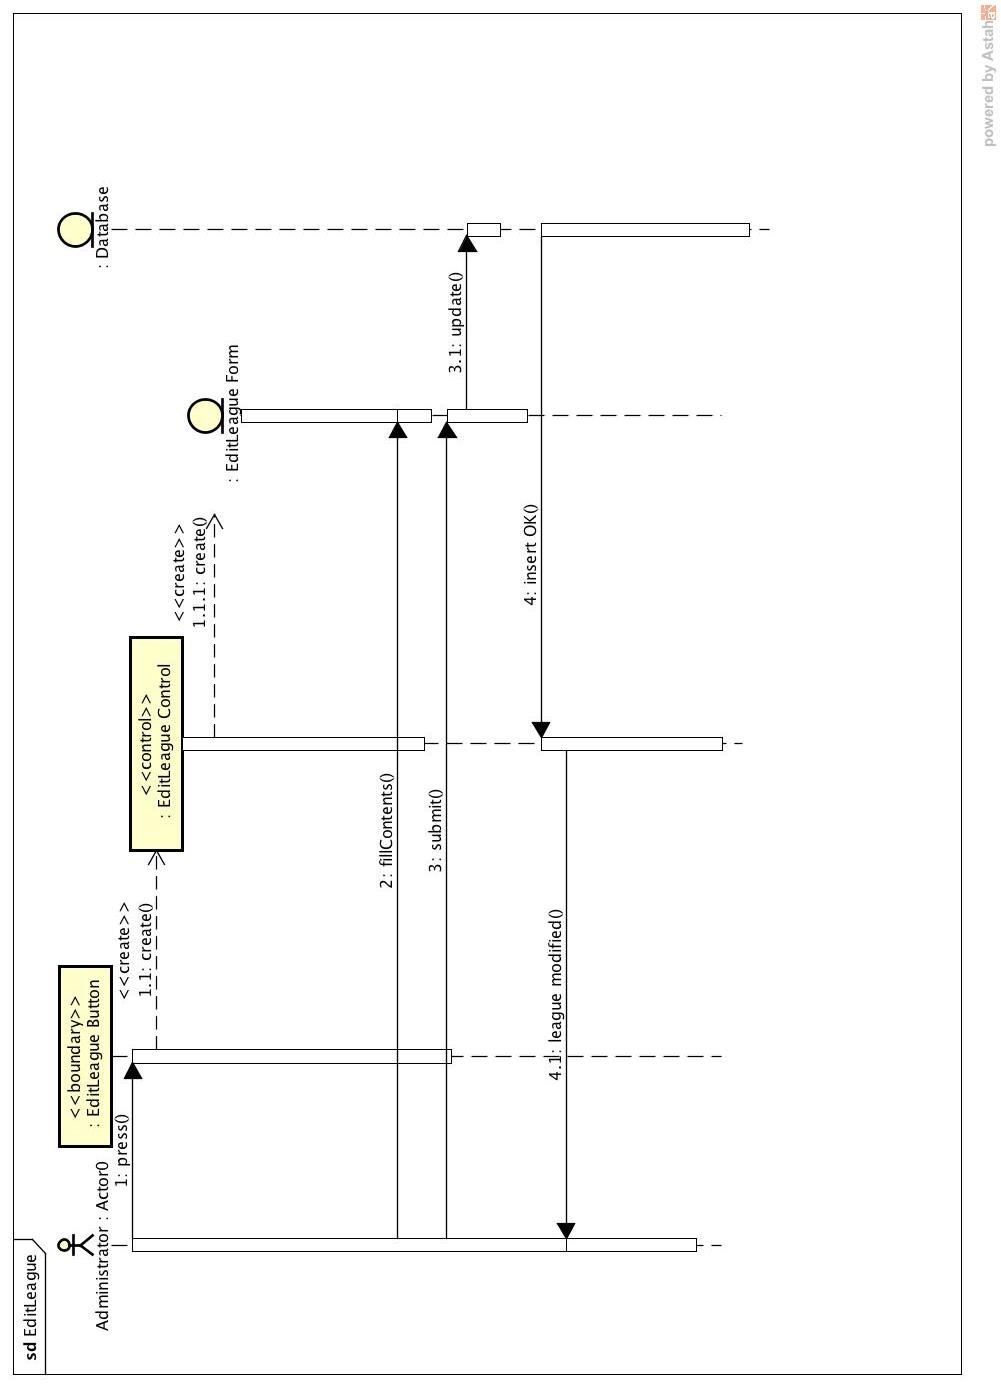 sd EditLeague
Administrator : Actor0
<<boundary>>
: EditLeague Button
<<control>>
: EditLeague Control
: EditLeague Form
: Database
1: press()
<<create>>
1.1: create()
<<create>>
1.1.1: create()
2: fillContents()
3: submit()
3.1: update()
4: insert OK()
4.1: league modified()
powered by Astah